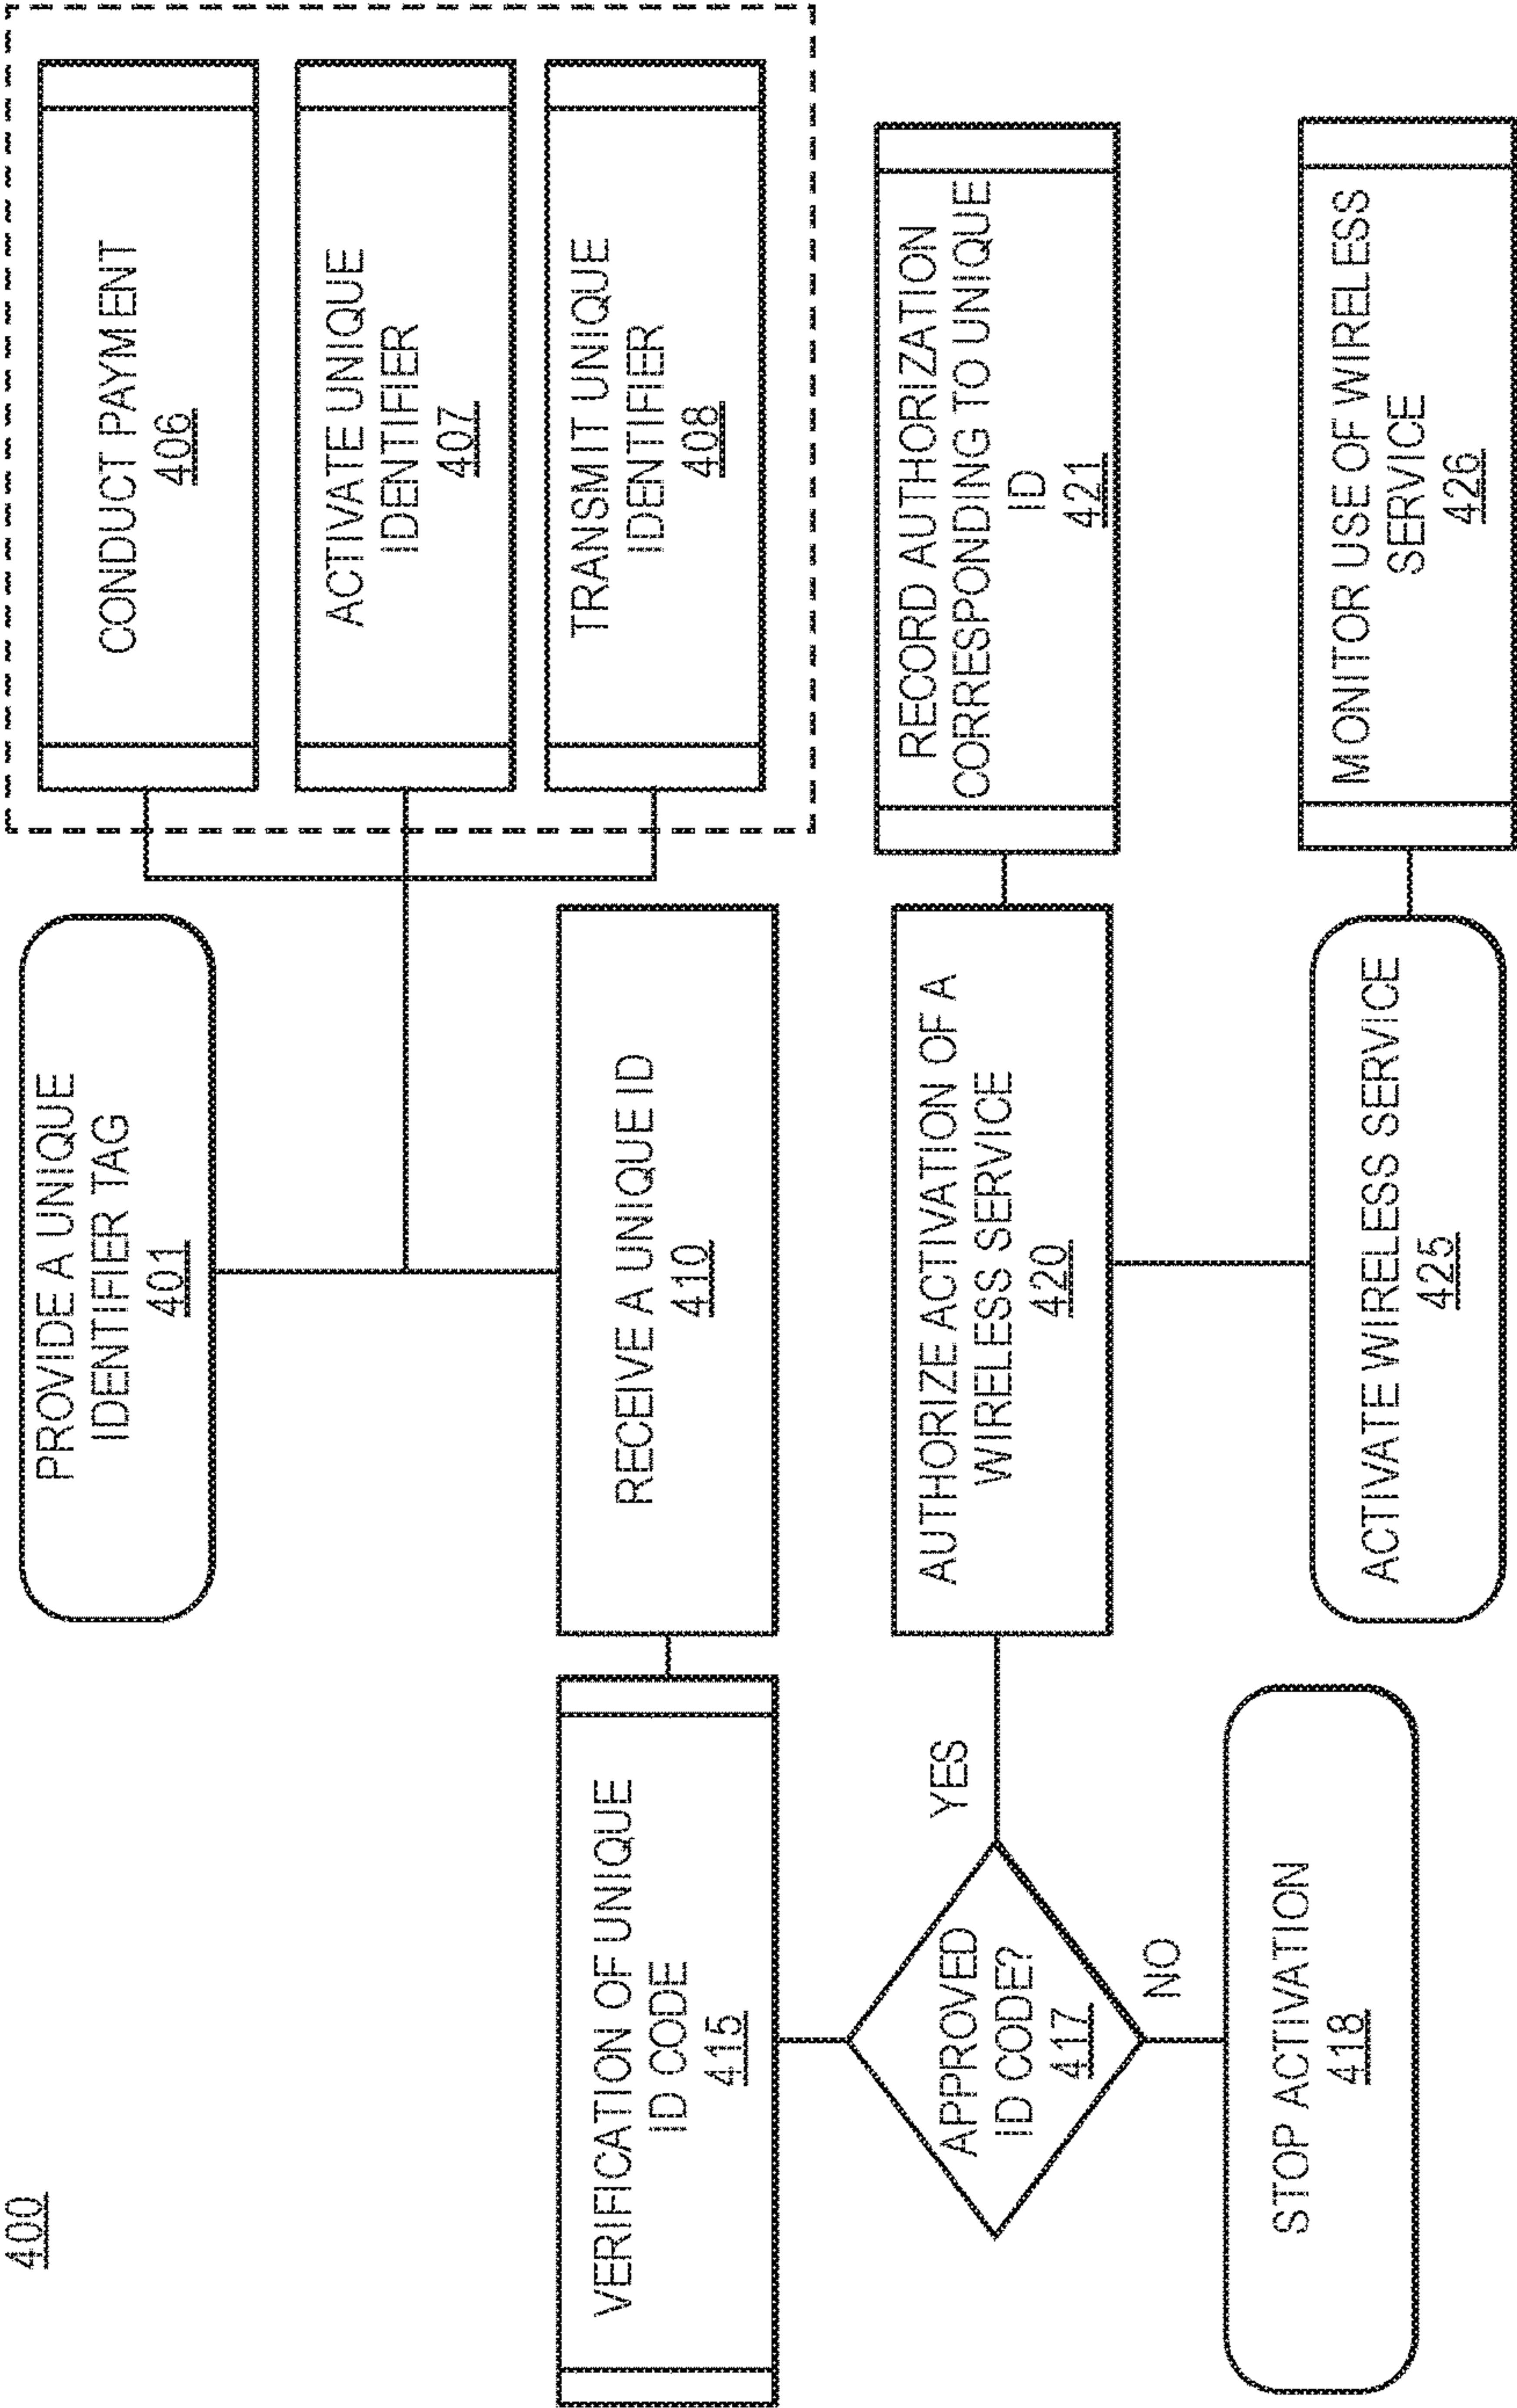 400
PROVIDE A UNIQUE
IDENTIFIER TAG
401
CONDUCT PAYMENT
406
ACTIVATE UNIQUE
IDENTIFIER
407
TRANSMIT UNIQUE
IDENTIFIER
408
VERIFICATION OF UNIQUE
ID CODE
415
RECEIVE A UNIQUE ID
410
APPROVED
ID CODE?
417
YES
NO
AUTHORIZE ACTIVATION OF A
WIRELESS SERVICE
420
RECORD AUTHORIZATION
CORRESPONDING TO UNIQUE
ID
421
STOP ACTIVATION
418
ACTIVATE WIRELESS SERVICE
425
MONITOR USE OF WIRELESS
SERVICE
426